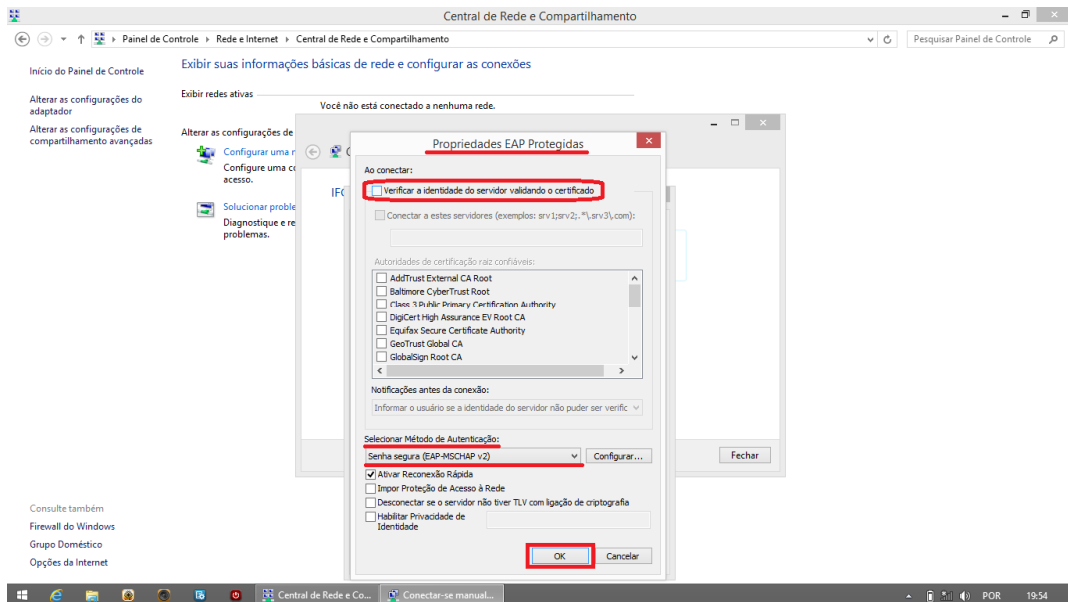 Central de Rede e Compartilhamento
Painel de Controle
Rede e Internet
Central de Rede e Compartilhamento
Pesquisar Painel de Controle
Início do Painel de Controle
Alterar as configurações do
adaptador
Alterar as configurações de
compartilhamento avançadas
Exibir suas informações básicas de rede e configurar as conexões
Exibir redes ativas
Você não está conectado a nenhuma rede.
Alterar as configurações de
Configurar uma r
Configure uma co
acesso.
Solucionar proble
Diagnostique e re
problemas.
Propriedades EAP Protegidas
Ao conectar:
Verificar a identidade do servidor validando o certificado
Conectar a estes servidores (exemplos: srv1;srv2;.*\.srv3\.com):
Autoridades de certificação raiz confiáveis:
AddTrust External CA Root
Baltimore CyberTrust Root
Class 3 Public Primary Certification Authority
DigiCert High Assurance EV Root CA
Equifax Secure Certificate Authority
GeoTrust Global CA
GlobalSign Root CA
Notificações antes da conexão:
Informar o usuário se a identidade do servidor não puder ser verific
Selecionar Método de Autenticação:
Senha segura (EAP-MSCHAP v2)
Configurar...
Ativar Reconexão Rápida
Impor Proteção de Acesso à Rede
Desconectar se o servidor não tiver TLV com ligação de criptografia
Habilitar Privacidade de
Identidade
OK
Cancelar
Fechar
Consulte também
Firewall do Windows
Grupo Doméstico
Opções da Internet
Central de Rede e Co...
Conectar-se manual...
POR
19:54